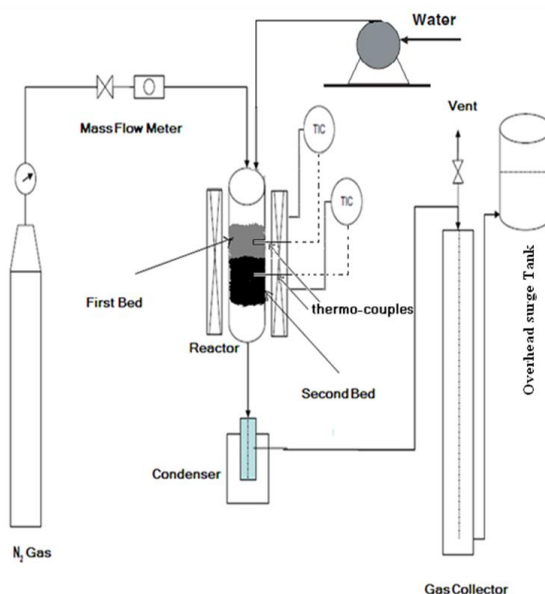 Water
Mass Flow Meter
Vent
TIC
TIC
First Bed
thermo-couples
Reactor
Second Bed
Overhead surge Tank
Condenser
N₂ Gas
Gas Collector